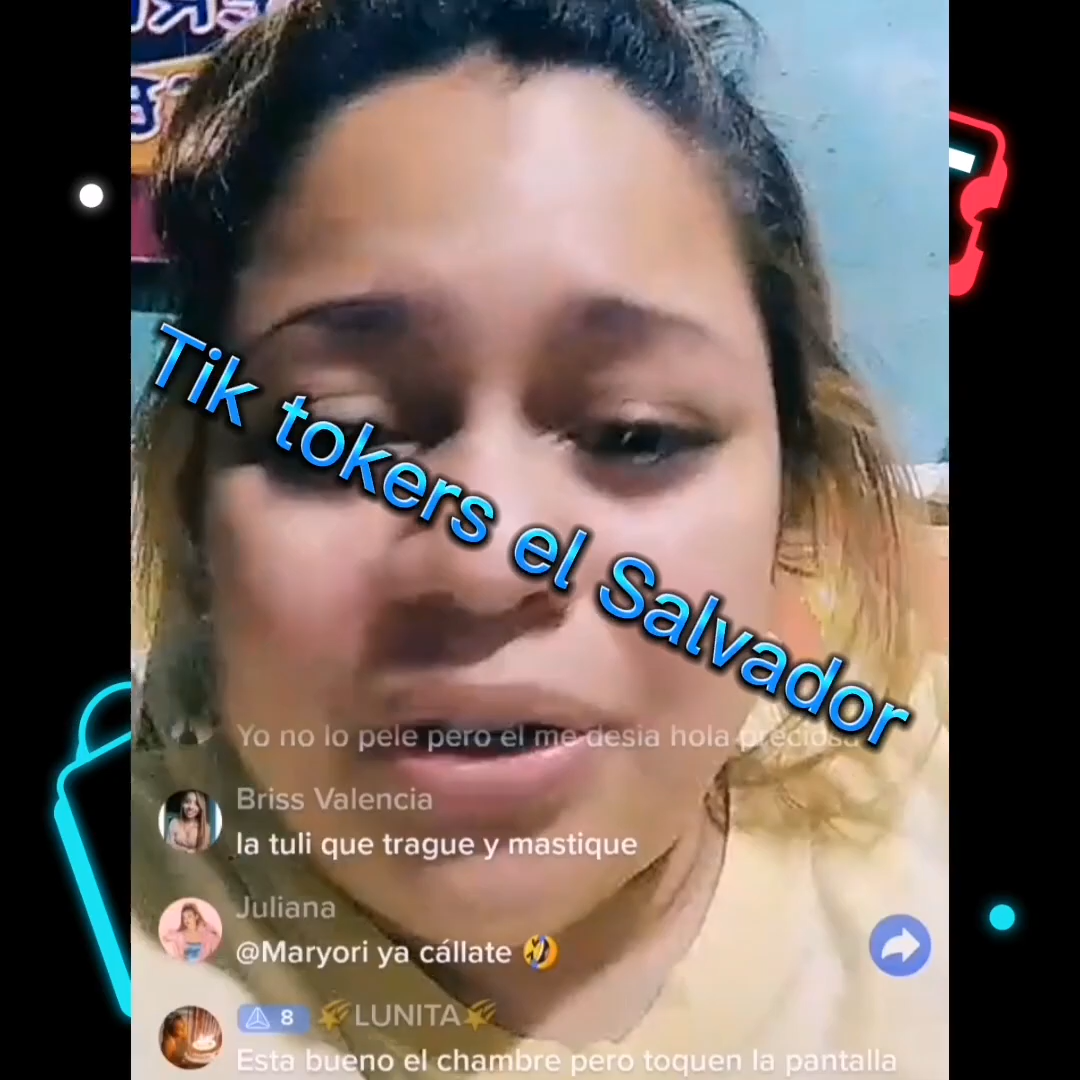 Tik tokers el Salvador
Yo no lo pele pero el me desia hola preciosa
Briss Valencia
la tuli que trague y mastique
Juliana
@Maryori ya cállate 🤣
8 🌠LUNITA🌠
Esta bueno el chambre pero toquen la pantalla